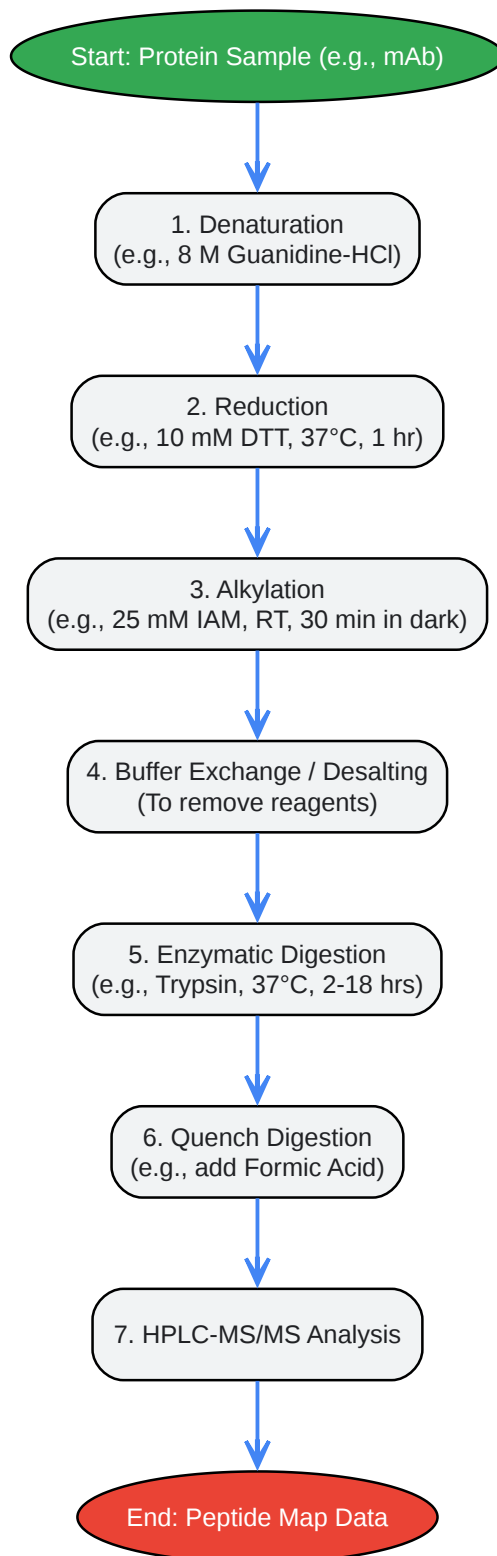 Start: Protein Sample (e.g., mAb)
1. Denaturation
(e.g., 8 M Guanidine-HCl)
2. Reduction
(e.g., 10 mM DTT, 37°C, 1 hr)
3. Alkylation
(e.g., 25 mM IAM, RT, 30 min in dark)
4. Buffer Exchange / Desalting
(To remove reagents)
5. Enzymatic Digestion
(e.g., Trypsin, 37°C, 2-18 hrs)
6. Quench Digestion
(e.g., add Formic Acid)
7. HPLC-MS/MS Analysis
End: Peptide Map Data